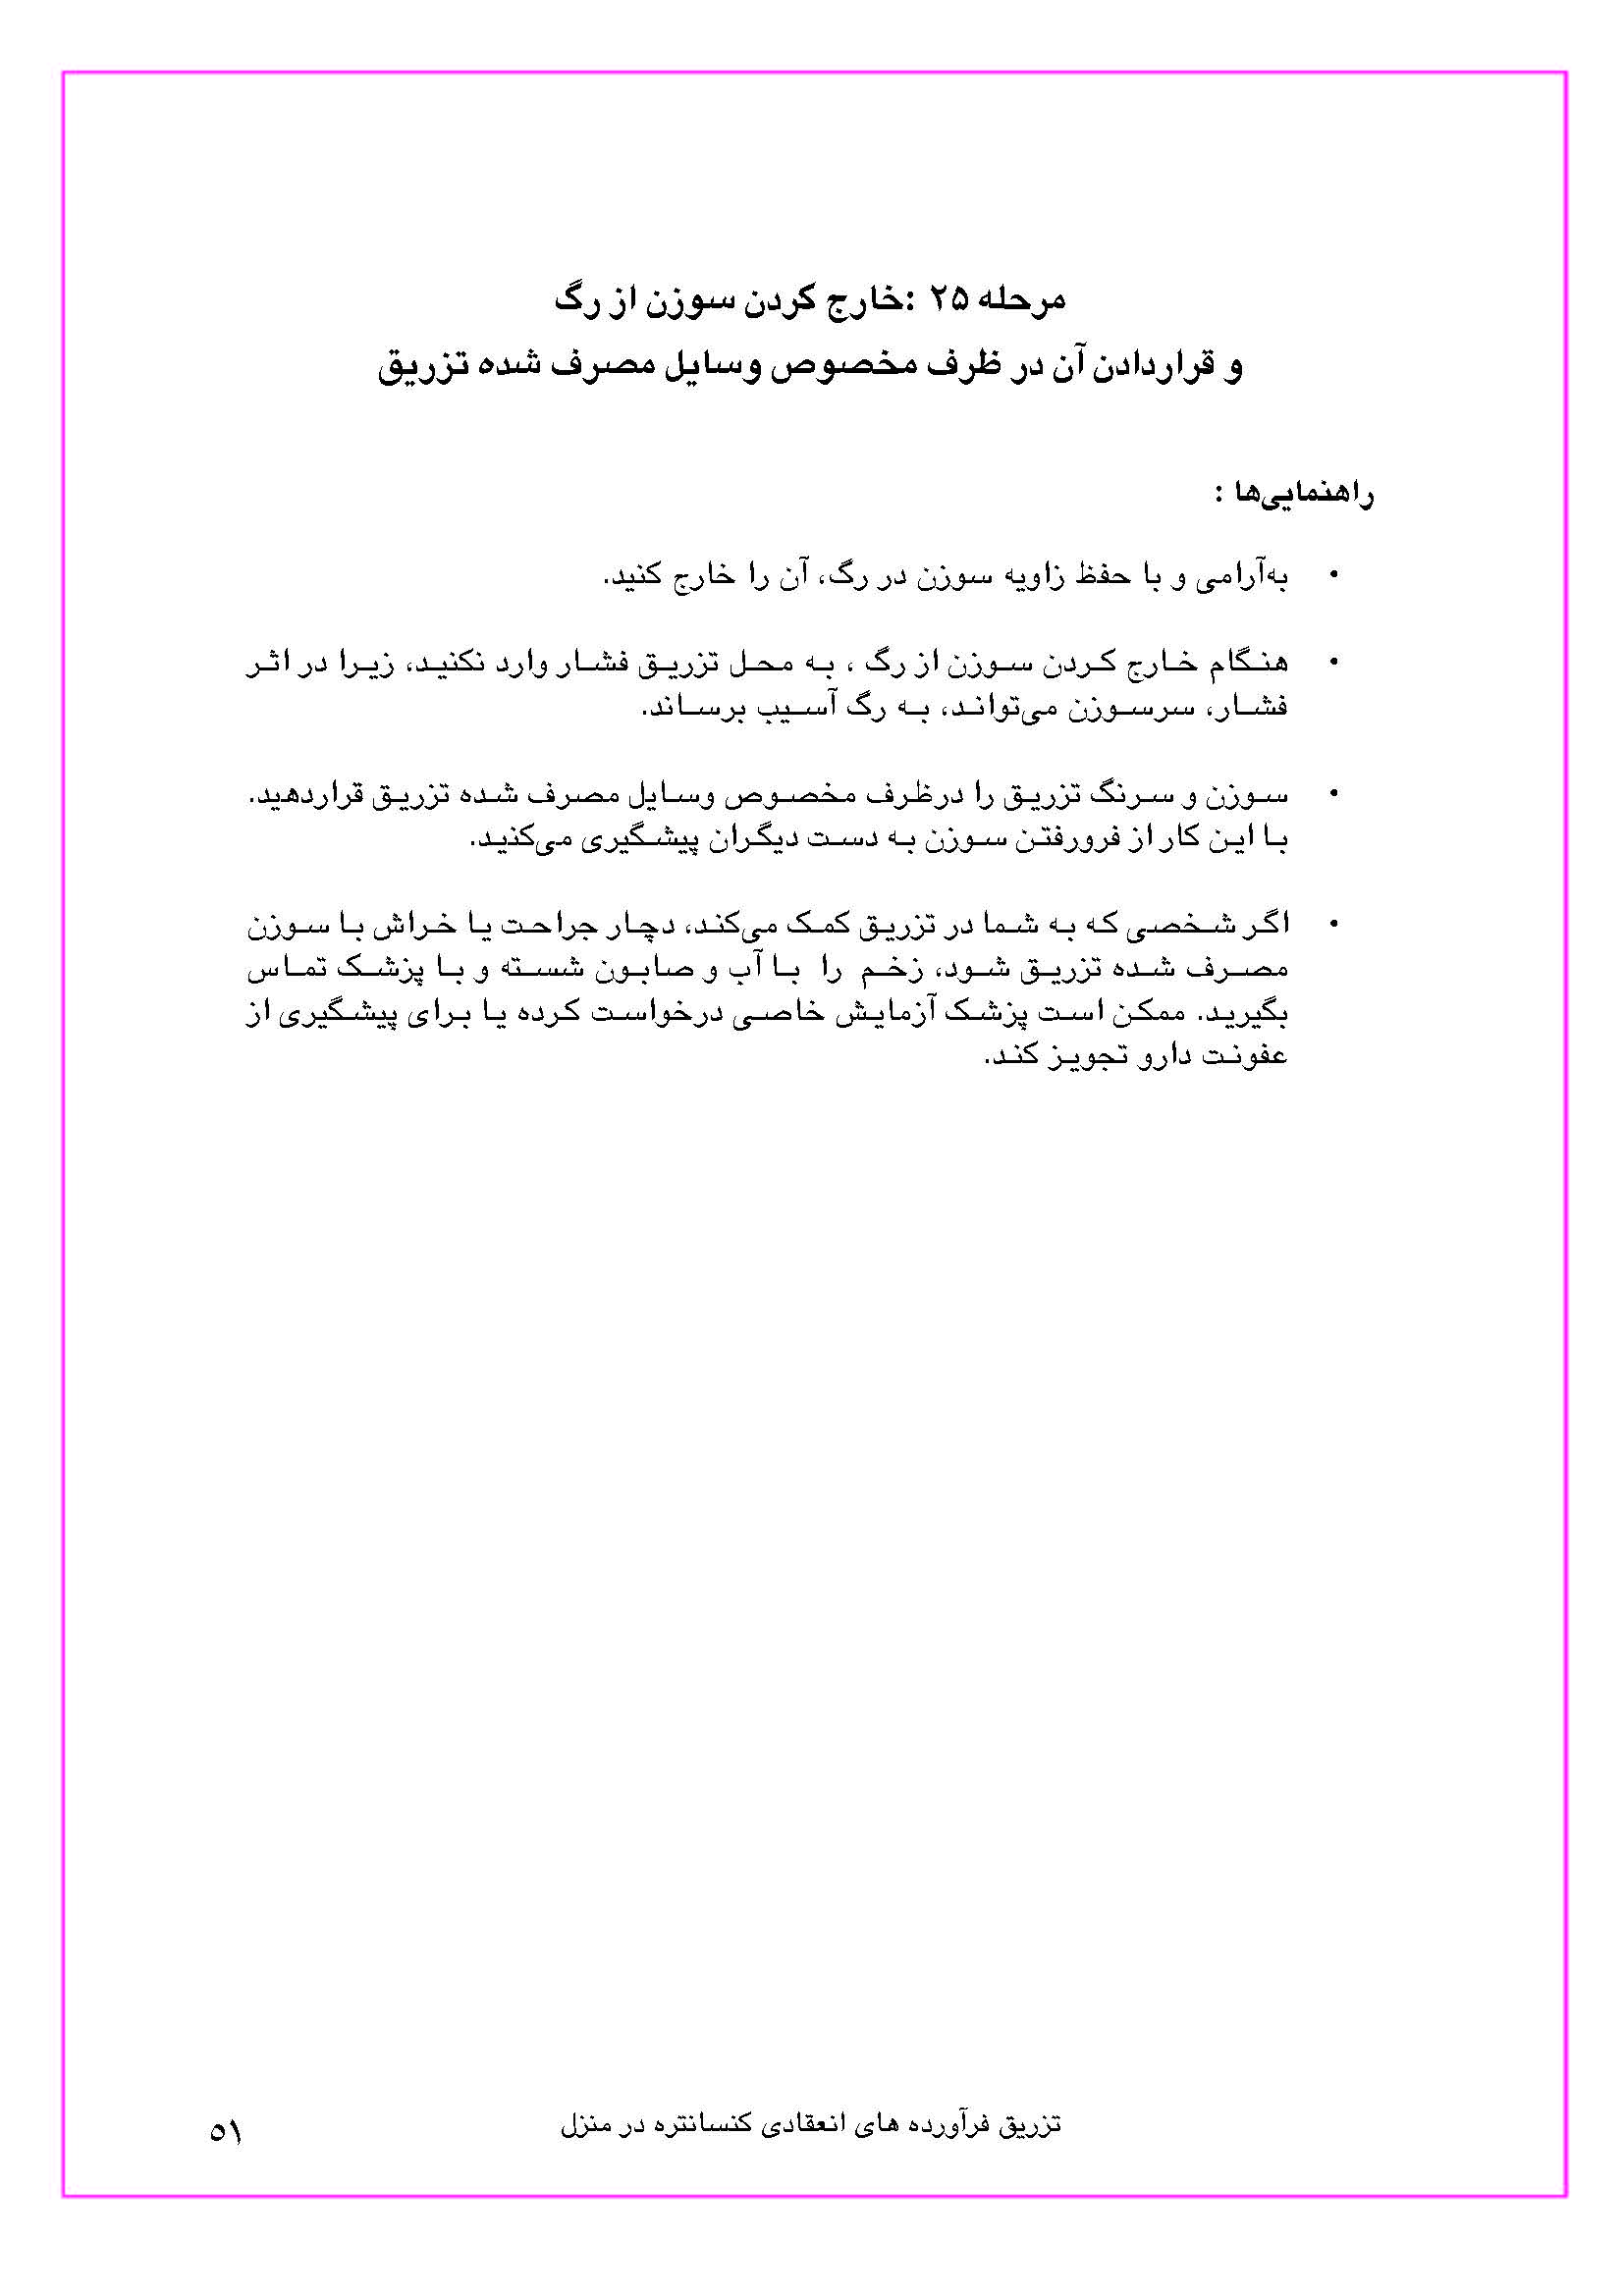 مرحله ۲۵ :خارج کردن سوزن از رگ
و قراردادن آن در ظرف مخصوص وسایل مصرف شده تزریق
راهنمایی‌ها :
• به‌آرامی و با حفظ زاویه سوزن در رگ، آن را خارج کنید.
• هنگام خارج کردن سوزن از رگ ، به محل تزریق فشار وارد نکنید، زیرا در اثر
فشار، سرسوزن می‌تواند، به رگ آسیب برساند.
• سوزن و سرنگ تزریق را درظرف مخصوص وسایل مصرف شده تزریق قراردهید.
با این کار از فرورفتن سوزن به دست دیگران پیشگیری می‌کنید.
• اگر شخصی که به شما در تزریق کمک می‌کند، دچار جراحت یا خراش با سوزن
مصرف شده تزریق شود، زخم را با آب و صابون شسته و با پزشک تماس
بگیرید. ممکن است پزشک آزمایش خاصی درخواست کرده یا برای پیشگیری از
عفونت دارو تجویز کند.
تزریق فرآورده های انعقادی کنسانتره در منزل
۵۱